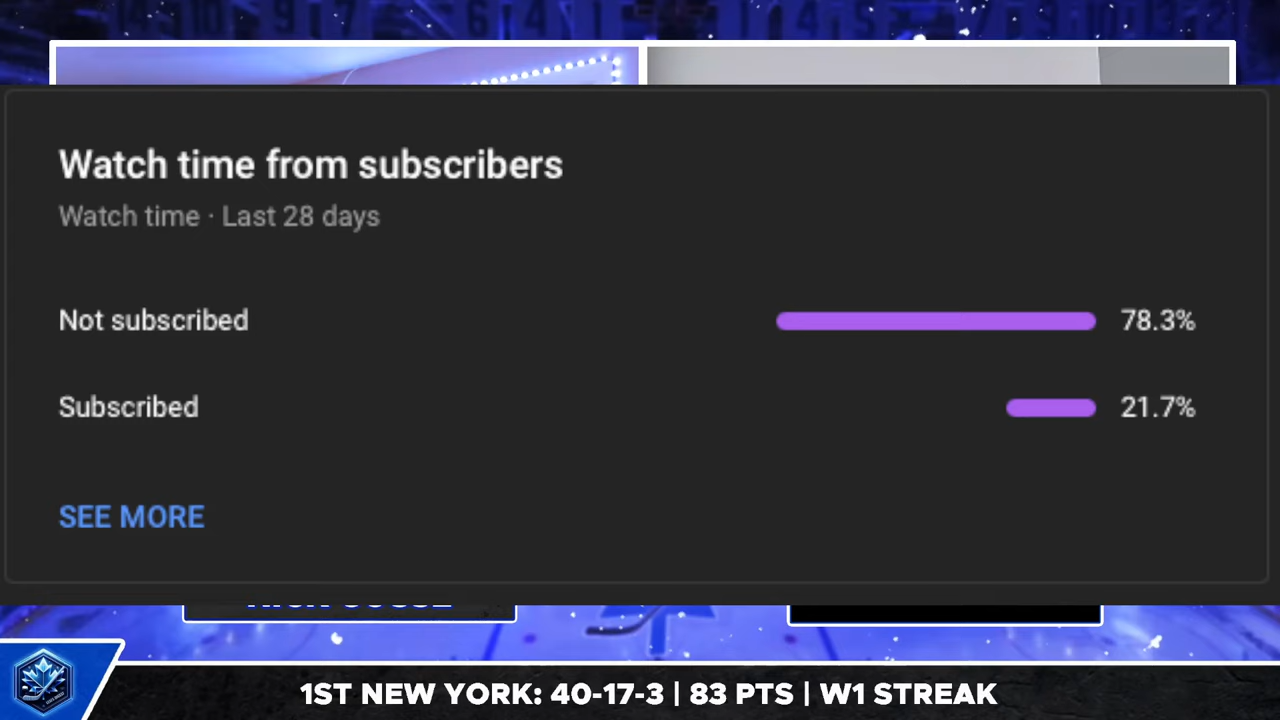 Watch time from subscribers
Watch time · Last 28 days
Not subscribed 78.3%
Subscribed 21.7%
SEE MORE
1ST NEW YORK: 40-17-3 | 83 PTS | W1 STREAK